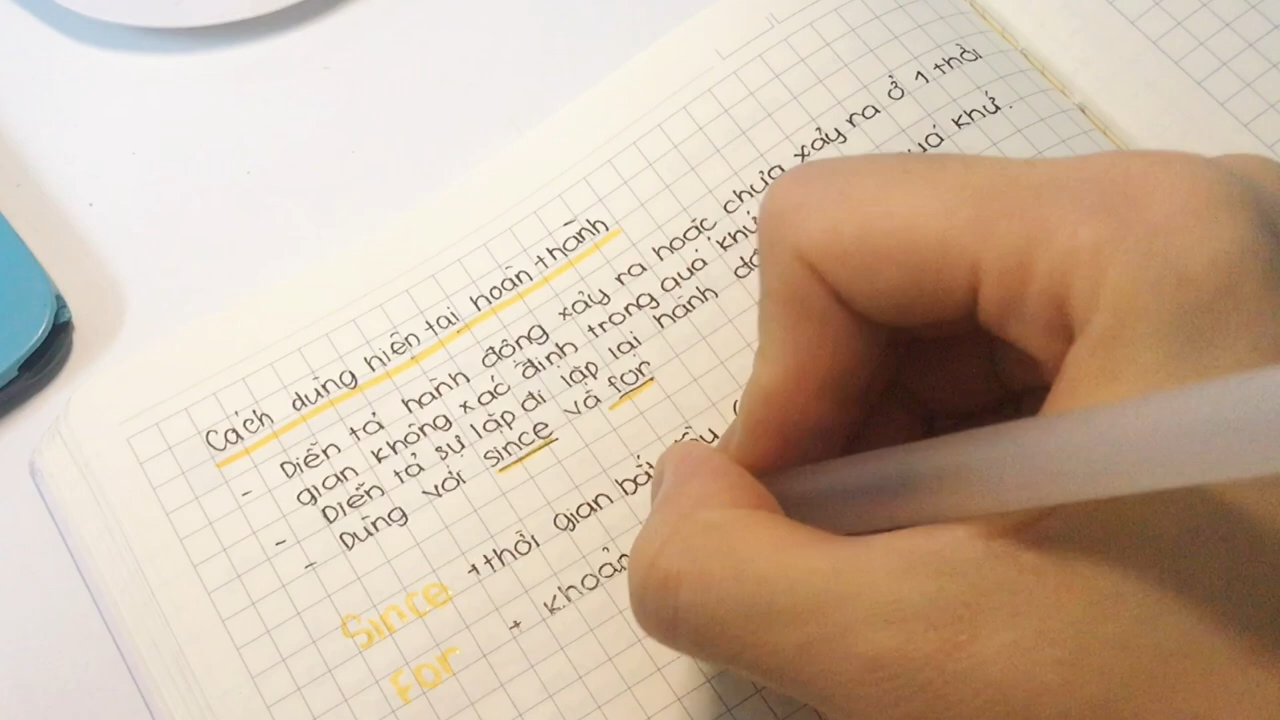 Cách dùng hiện tại hoàn thành
- Diễn tả hành động xảy ra hoặc chưa xảy ra ở 1 thời
gian không xác định trong quá khứ
- Diễn tả sự lặp đi lặp lại hành quá khứ.
- Dùng với since và for
Since + thời gian bắt
for + khoản